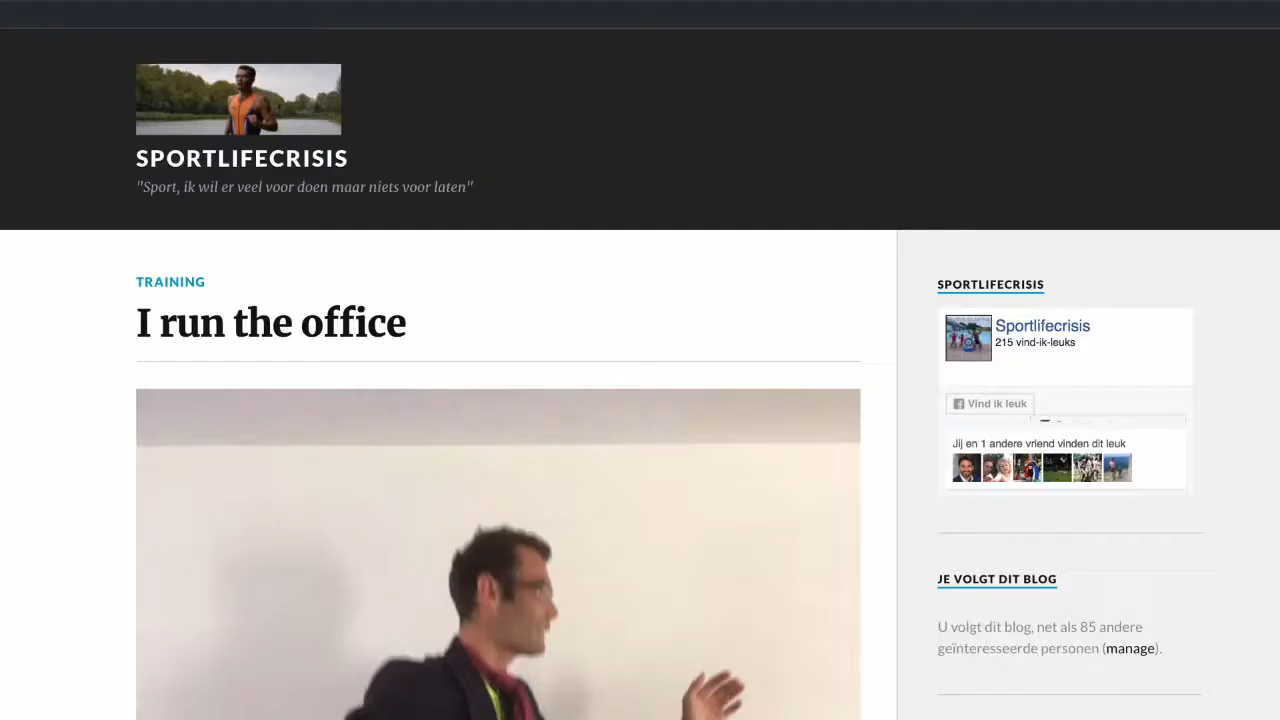 SPORTLIFECRISIS
"Sport, ik wil er veel voor doen maar niets voor laten"
TRAINING
I run the office
SPORTLIFECRISIS
Sportlifecrisis
215 vind-ik-leuks
Vind ik leuk
Jij en 1 andere vriend vinden dit leuk
JE VOLGT DIT BLOG
U volgt dit blog, net als 85 andere
geïnteresseerde personen (manage).